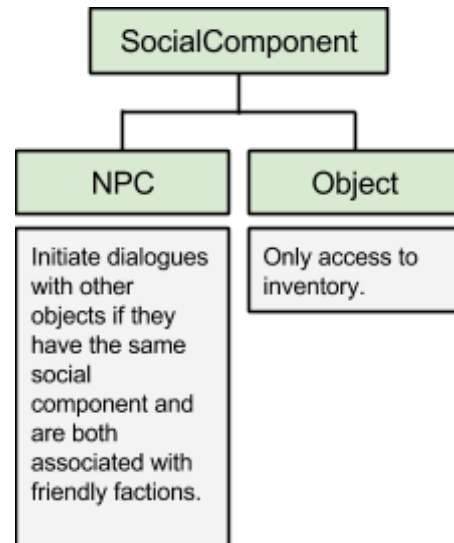 SocialComponent
NPC
Object
Initiate dialogues
with other
objects if they
have the same
social
component and
are both
associated with
friendly factions.
Only access to
inventory.